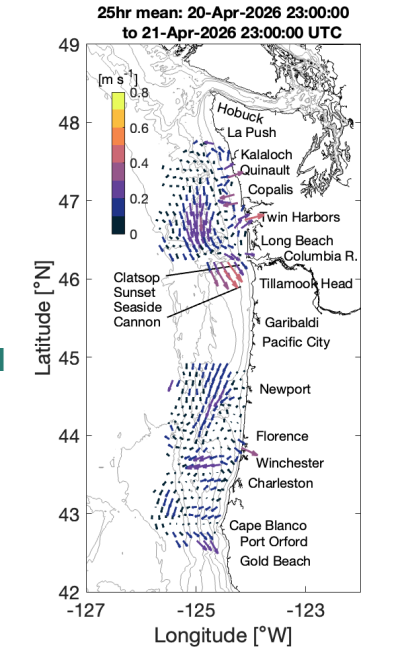 25hr mean: 20-Apr-2026 23:00:00
to 21-Apr-2026 23:00:00 UTC
49
[m s⁻¹]
0.8
0.6
0.4
0.2
0
48
47
46
45
44
43
42
Hobuck
La Push
Kalaloch
Quinault
Copalis
Twin Harbors
Long Beach
Columbia R.
Clatsop
Sunset
Seaside
Cannon
Tillamook Head
Garibaldi
Pacific City
Newport
Florence
Winchester
Charleston
Cape Blanco
Port Orford
Gold Beach
Latitude [°N]
-127
-125
-123
Longitude [°W]